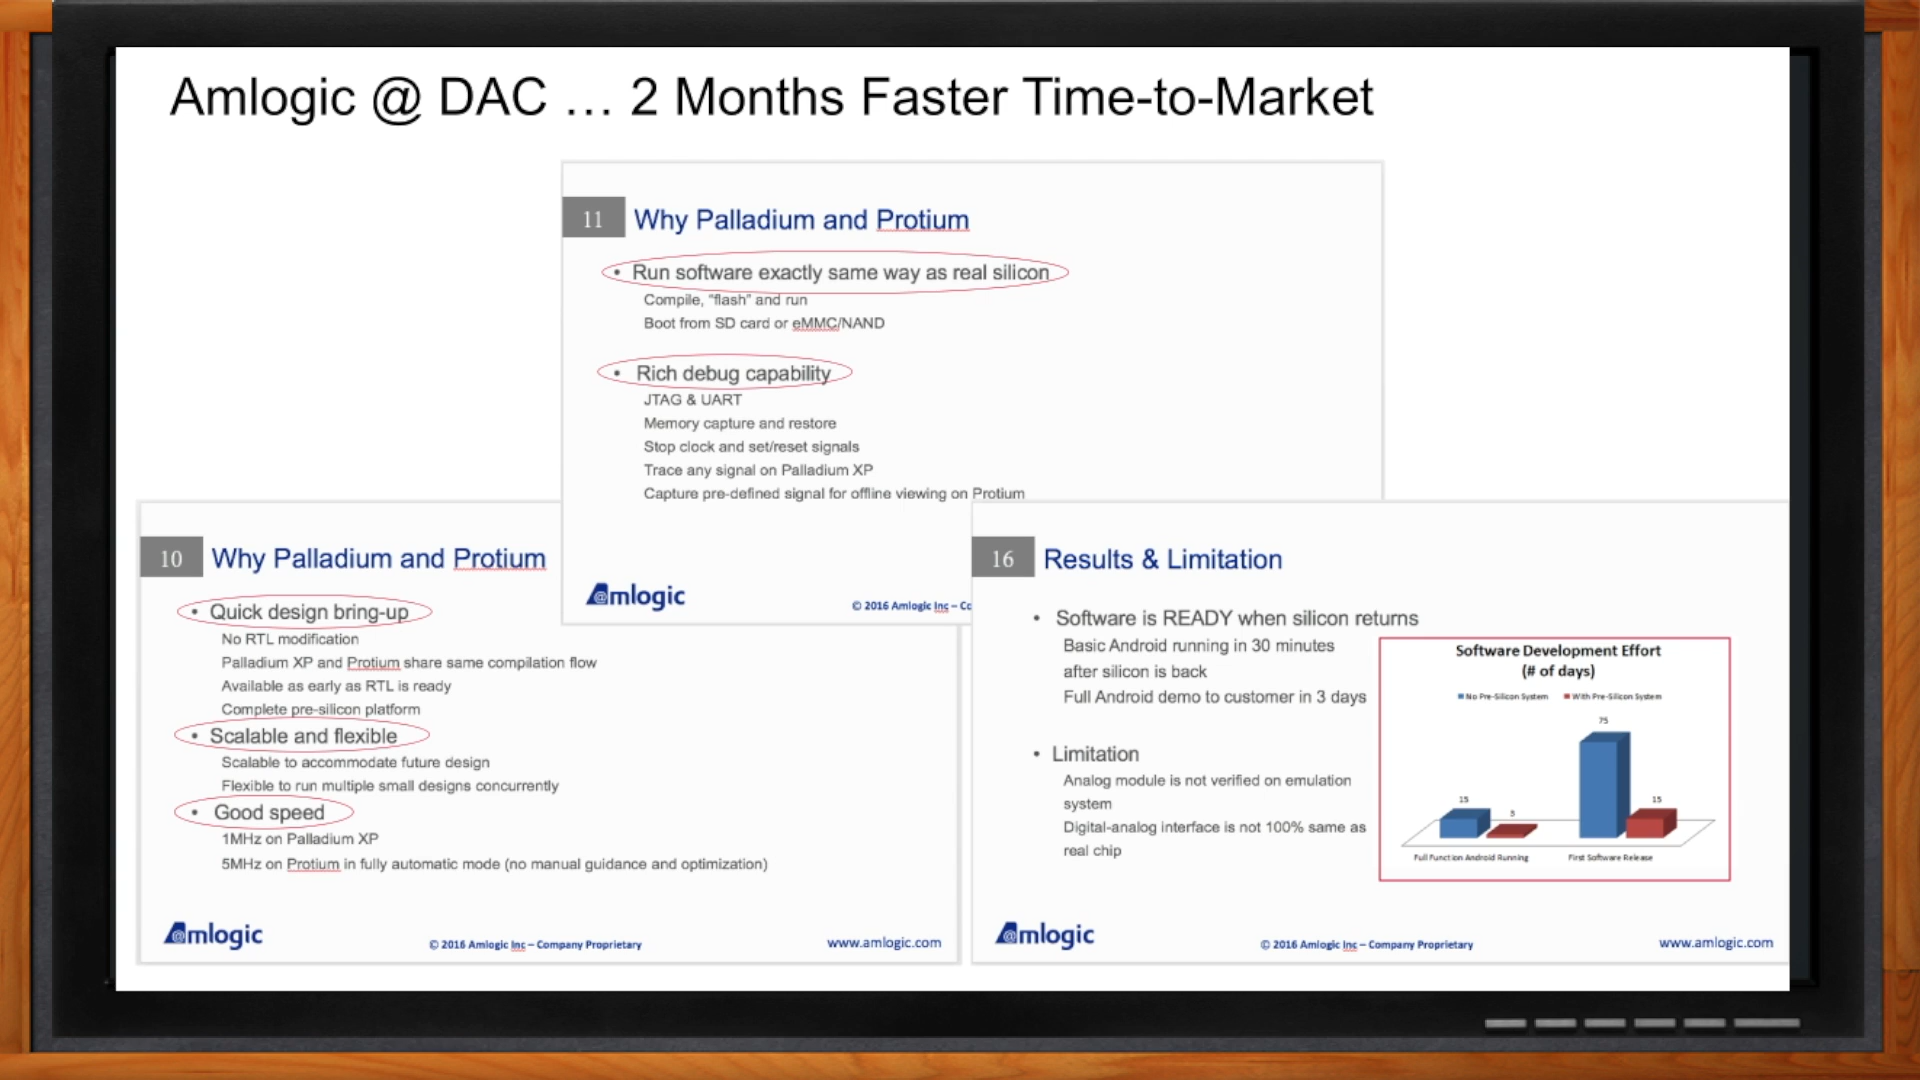 Amlogic @ DAC … 2 Months Faster Time-to-Market
11
Why Palladium and Protium
• Run software exactly same way as real silicon
Compile, "flash" and run
Boot from SD card or eMMC/NAND
• Rich debug capability
JTAG & UART
Memory capture and restore
Stop clock and set/reset signals
Trace any signal on Palladium XP
Capture pre-defined signal for offline viewing on Protium
Amlogic
© 2016 Amlogic Inc – Co
10
Why Palladium and Protium
• Quick design bring-up
No RTL modification
Palladium XP and Protium share same compilation flow
Available as early as RTL is ready
Complete pre-silicon platform
• Scalable and flexible
Scalable to accommodate future design
Flexible to run multiple small designs concurrently
• Good speed
1MHz on Palladium XP
5MHz on Protium in fully automatic mode (no manual guidance and optimization)
Amlogic
© 2016 Amlogic Inc – Company Proprietary
www.amlogic.com
16
Results & Limitation
• Software is READY when silicon returns
Basic Android running in 30 minutes
after silicon is back
Full Android demo to customer in 3 days
• Limitation
Analog module is not verified on emulation
system
Digital-analog interface is not 100% same as
real chip
Software Development Effort
(# of days)
No Pre-Silicon System
With Pre-Silicon System
75
15
3
15
Full Function Android Running
First Software Release
Amlogic
© 2016 Amlogic Inc – Company Proprietary
www.amlogic.com